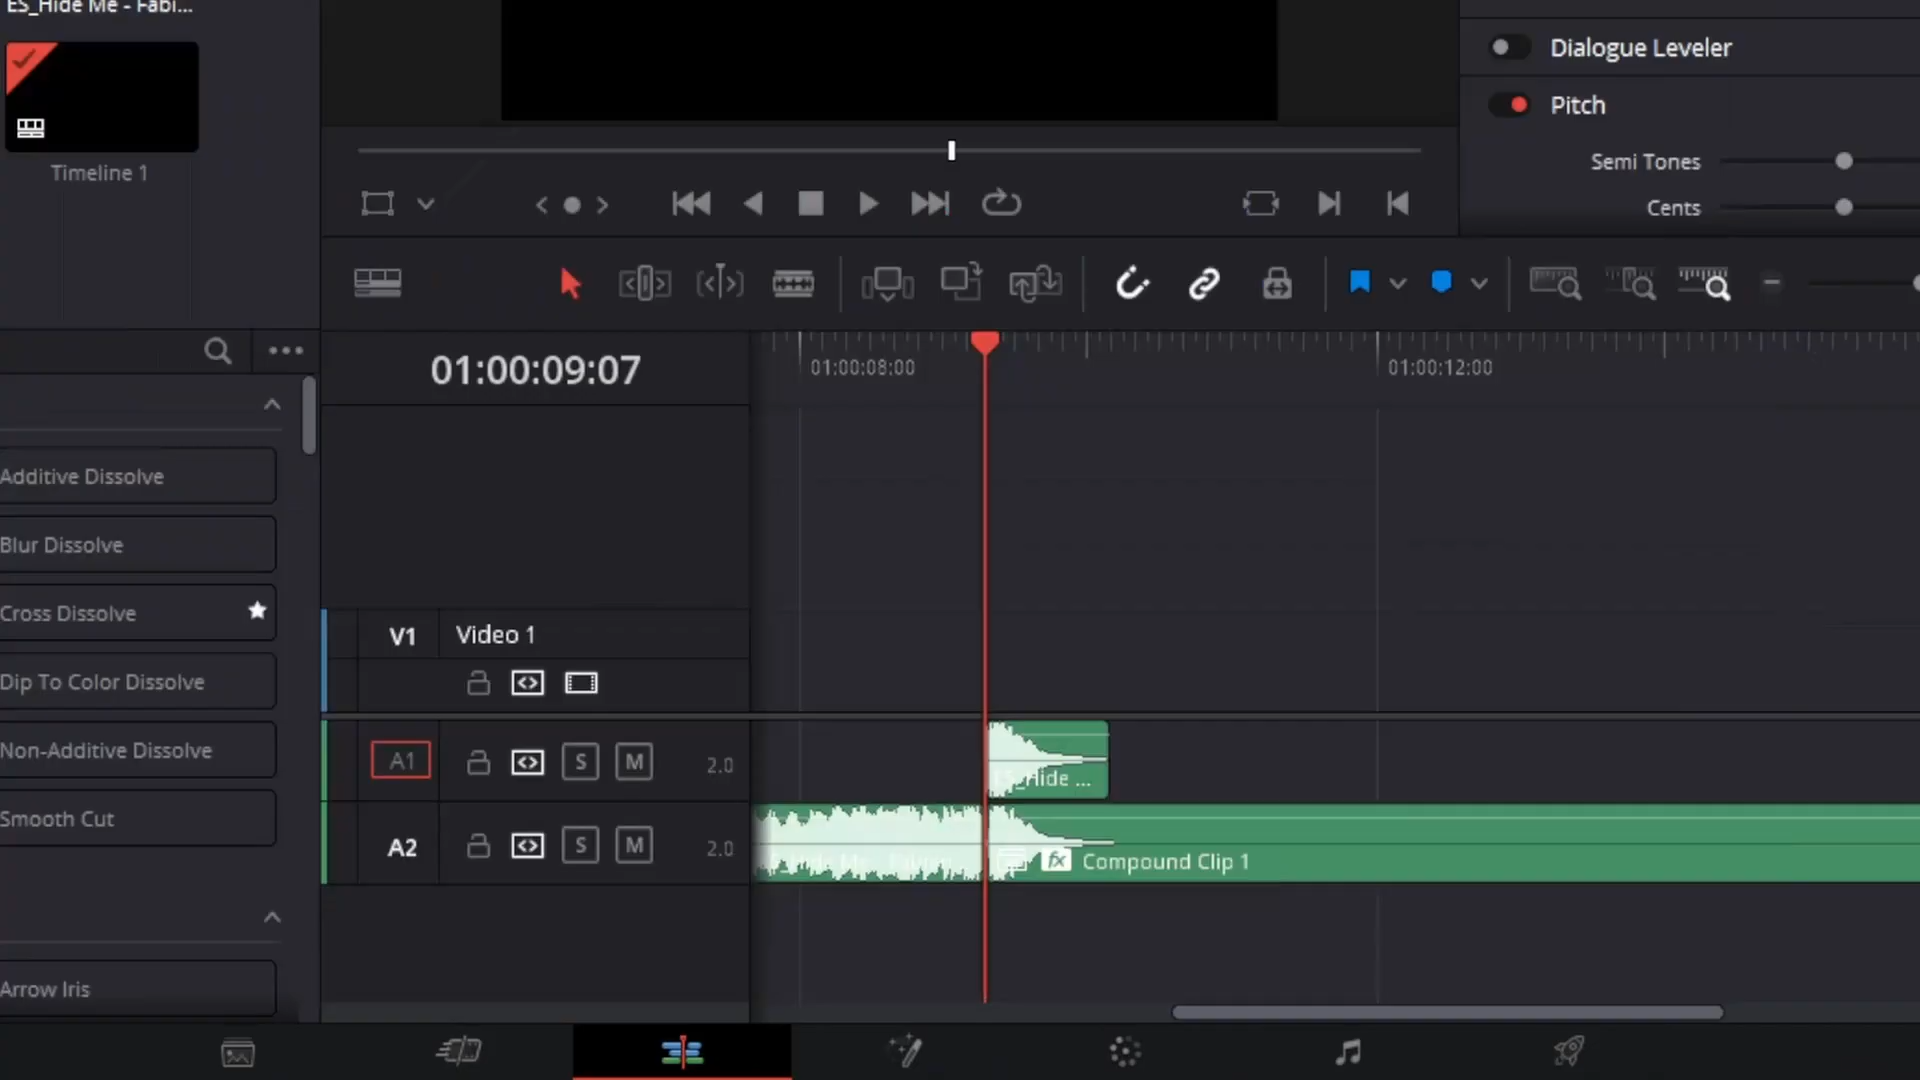 ES_Hide Me - Fabi...
Timeline 1
Dialogue Leveler
Pitch
Semi Tones
Cents
01:00:09:07
01:00:08:00
01:00:12:00
Additive Dissolve
Blur Dissolve
Cross Dissolve
Dip To Color Dissolve
Non-Additive Dissolve
Smooth Cut
Arrow Iris
V1
Video 1
A1
S
M
2.0
ES_Hide ...
A2
S
M
2.0
fx
Compound Clip 1